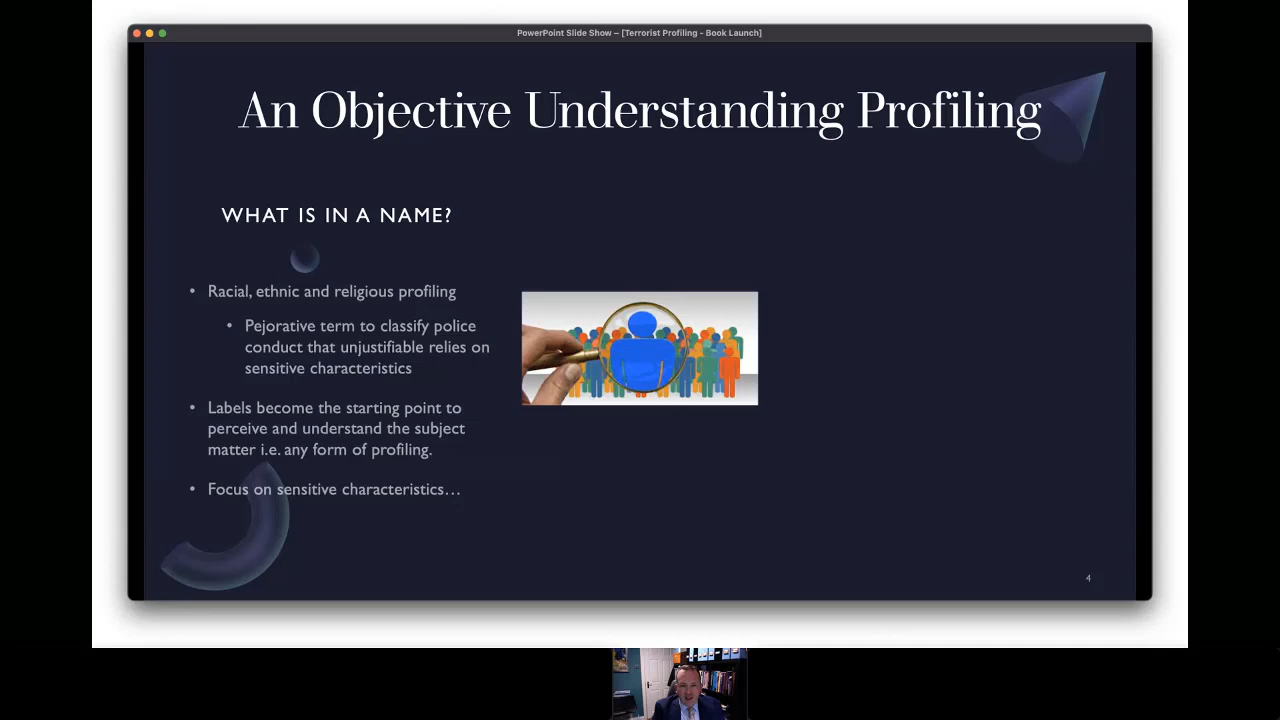 PowerPoint Slide Show – [Terrorist Profiling - Book Launch]
An Objective Understanding Profiling
WHAT IS IN A NAME?
• Racial, ethnic and religious profiling
• Pejorative term to classify police
conduct that unjustifiable relies on
sensitive characteristics
• Labels become the starting point to
perceive and understand the subject
matter i.e. any form of profiling.
• Focus on sensitive characteristics…
4